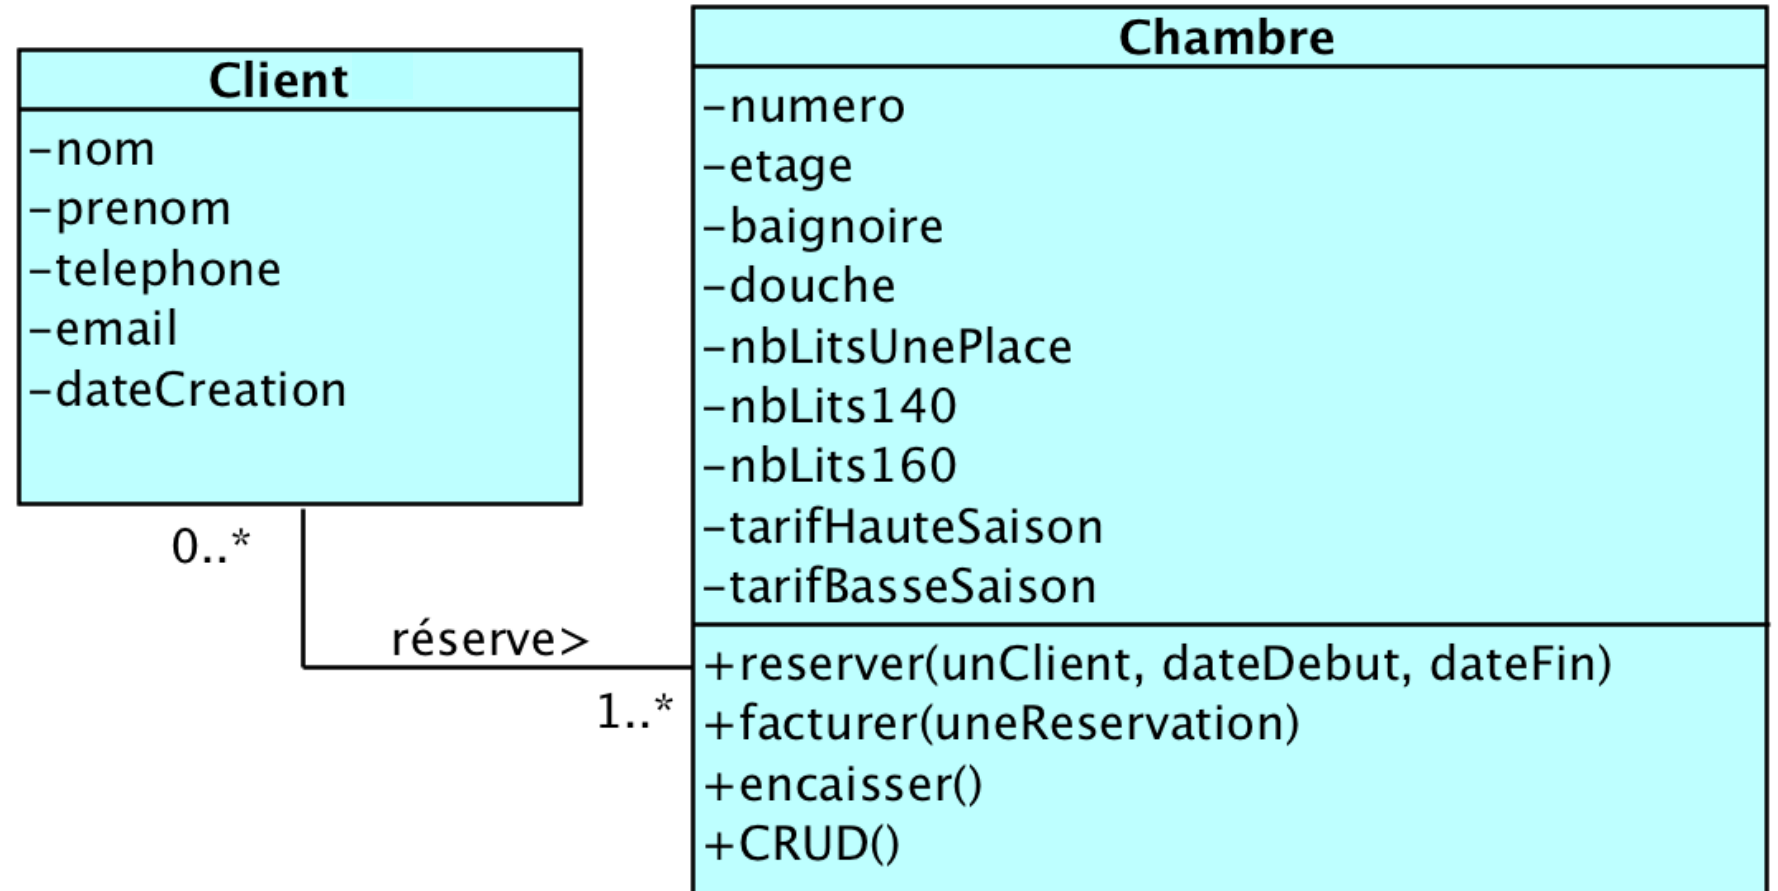 Client
-nom
-prenom
-telephone
-email
-dateCreation
0..*
réserve>
1..*
Chambre
-numero
-etage
-baignoire
-douche
-nbLitsUnePlace
-nbLits140
-nbLits160
-tarifHauteSaison
-tarifBasseSaison
+reserver(unClient, dateDebut, dateFin)
+facturer(uneReservation)
+encaisser()
+CRUD()